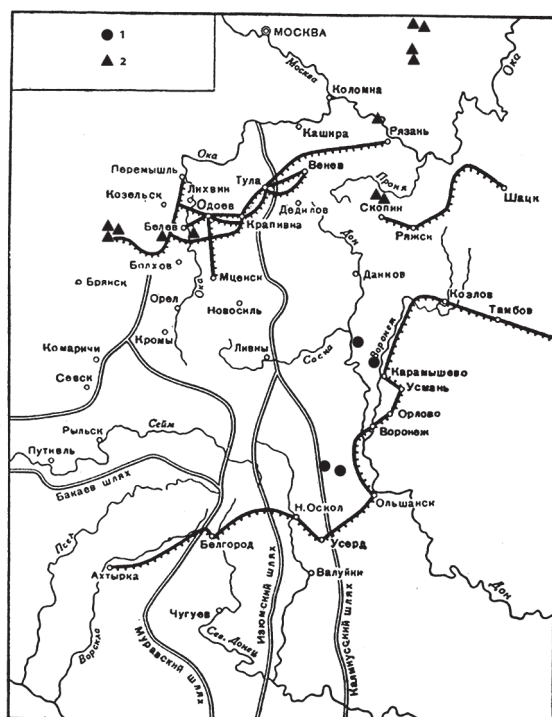 1
МОСКВА
2
Москва
Ока
Коломна
Кашира
Рязань
Ока
Венев
Перемышль
Тула
Проня
Лихвин
Козельск
Одоев
Дедилов
Скопин
Шацк
Белев
Крапивна
Ряжск
Дон
Болхов
Ока
Мценск
Данков
Брянск
Козлов
Орел
Новосиль
Тамбов
Воронеж
Кромы
Ливны
Сосна
Комаричи
Карамышево
Севск
Усмань
Орлово
Сейм
Рыльск
Воронеж
Путивль
Бакаев шлях
Ольшанск
Н.Оскол
Псел
Белгород
Усерд
Ахтырка
Валуйки
Изюмский шлях
Дон
Чугуев
Сев. Донец
Калмиусский шлях
Муравский шлях
Ворскла